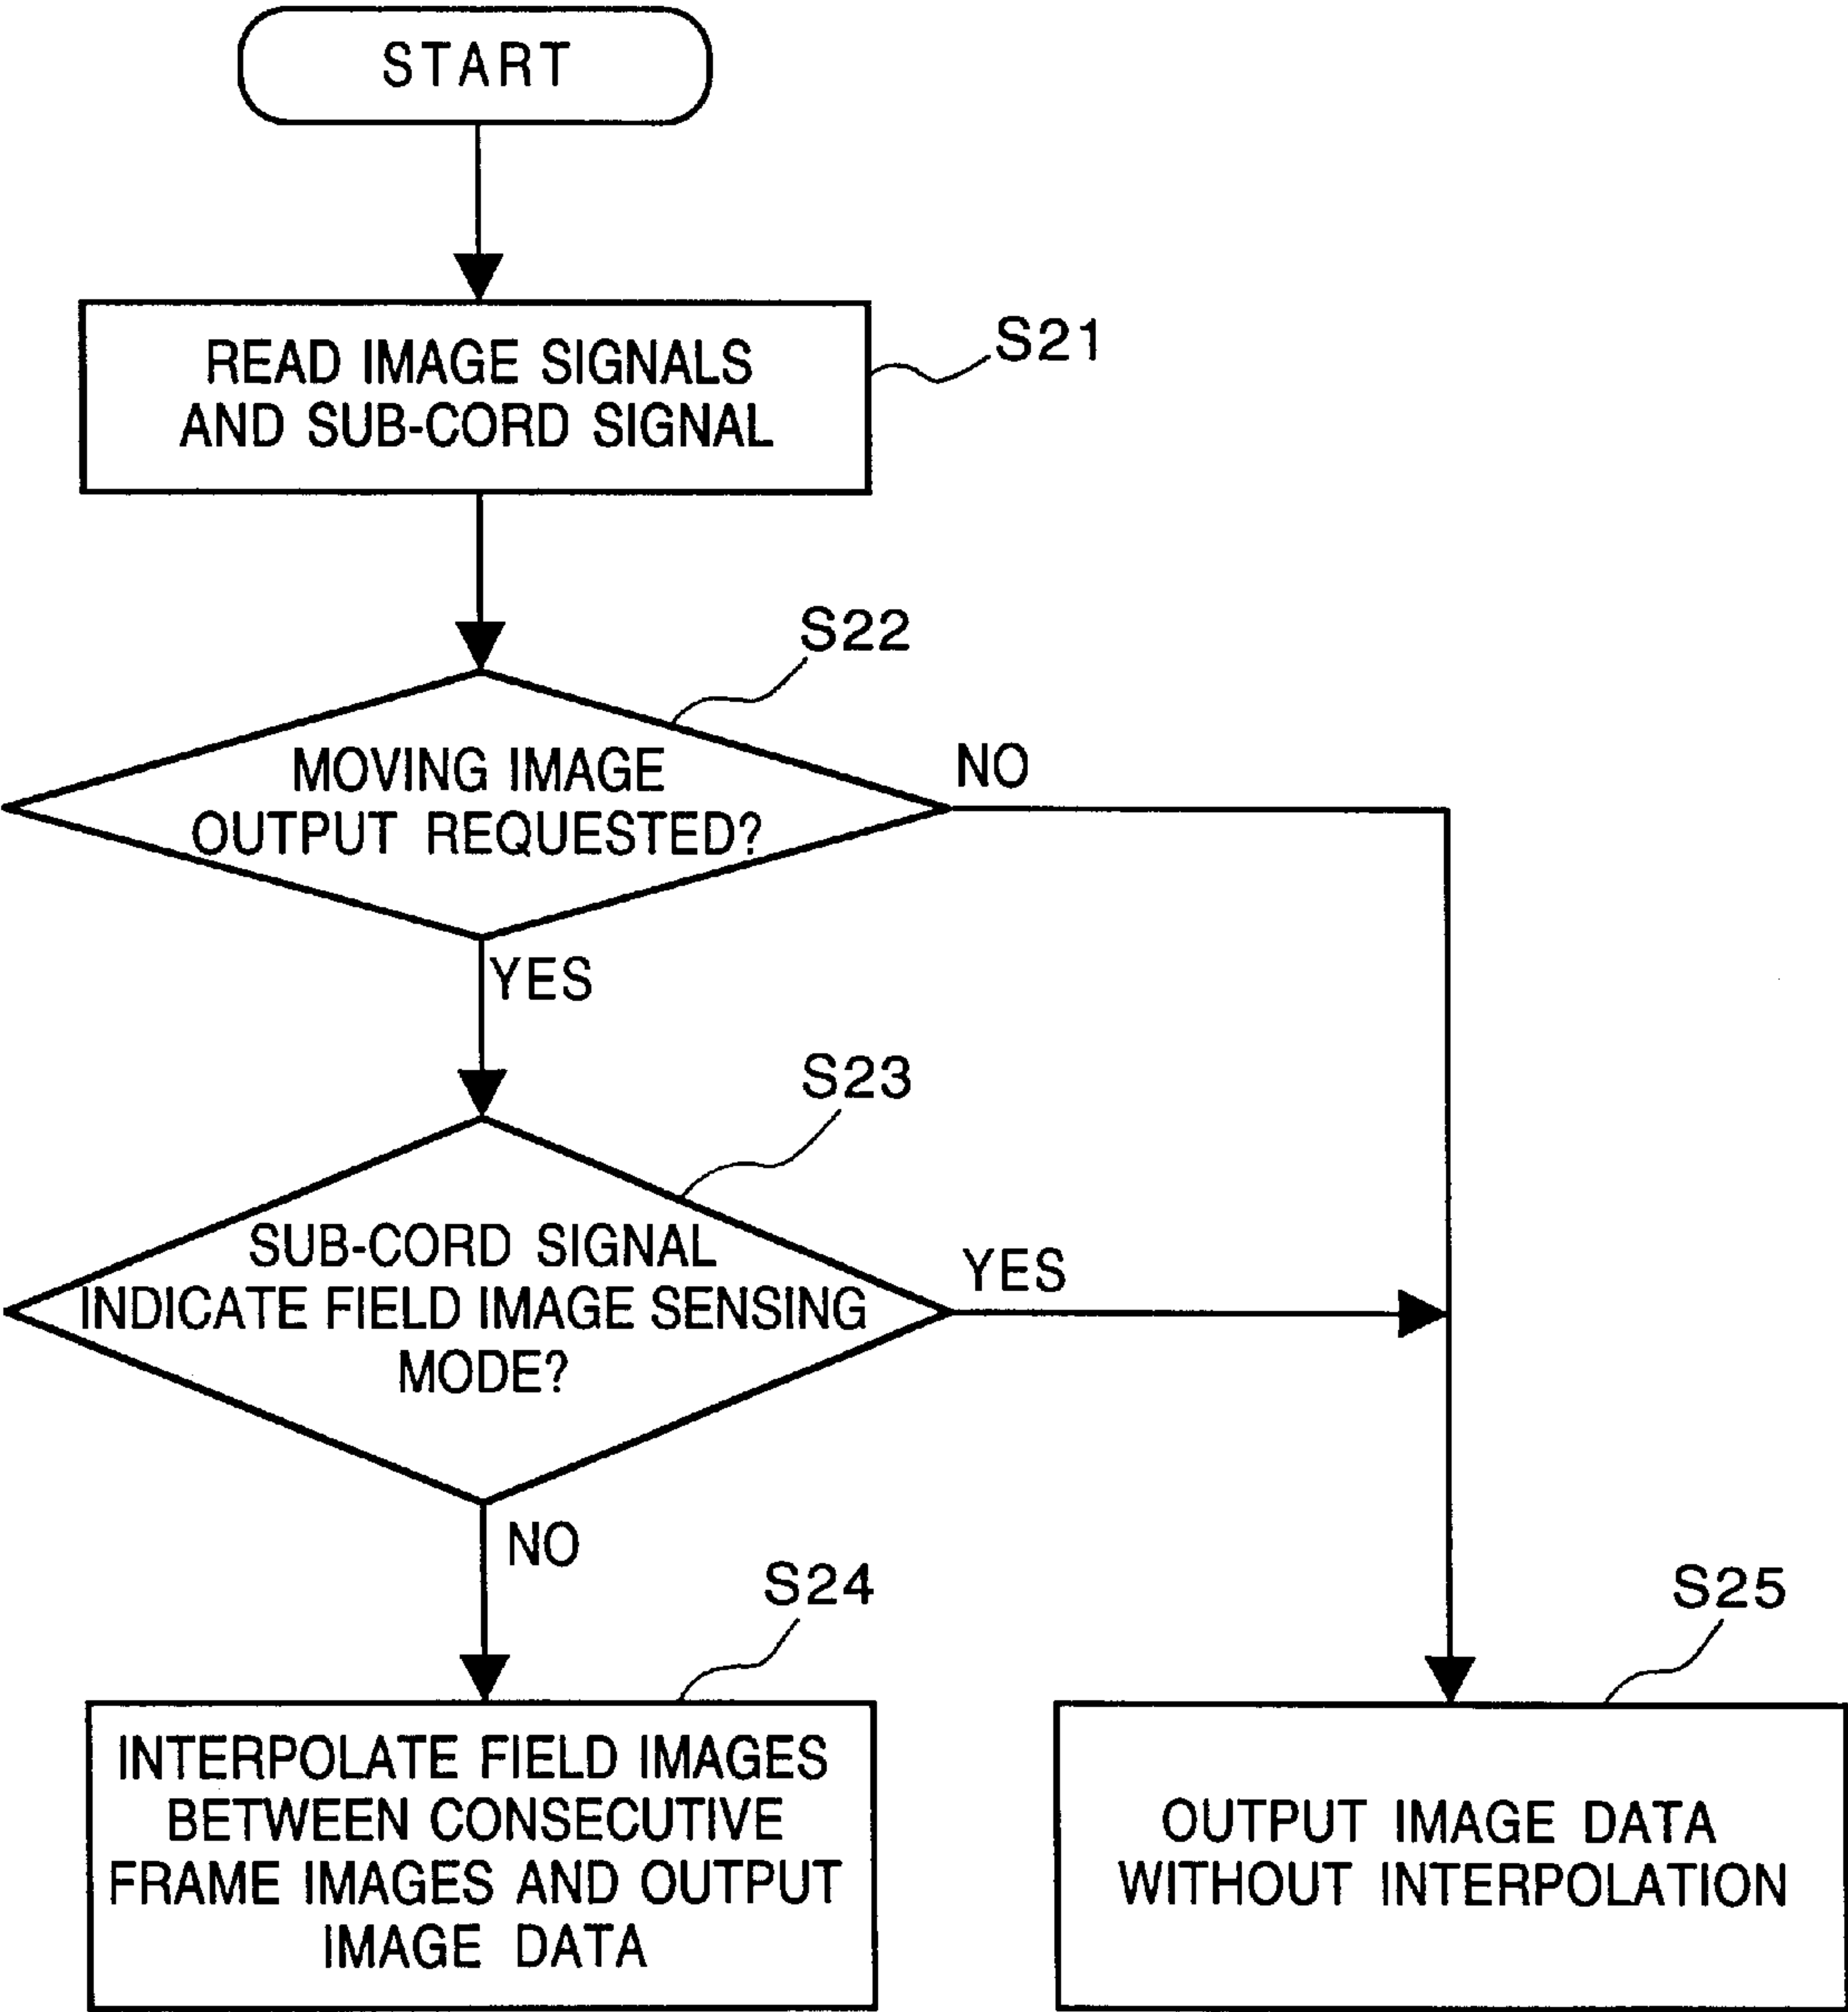 START
READ IMAGE SIGNALS
AND SUB-CORD SIGNAL
S21
S22
MOVING IMAGE
OUTPUT REQUESTED?
NO
YES
S23
SUB-CORD SIGNAL
INDICATE FIELD IMAGE SENSING
MODE?
YES
NO
S24
INTERPOLATE FIELD IMAGES
BETWEEN CONSECUTIVE
FRAME IMAGES AND OUTPUT
IMAGE DATA
S25
OUTPUT IMAGE DATA
WITHOUT INTERPOLATION